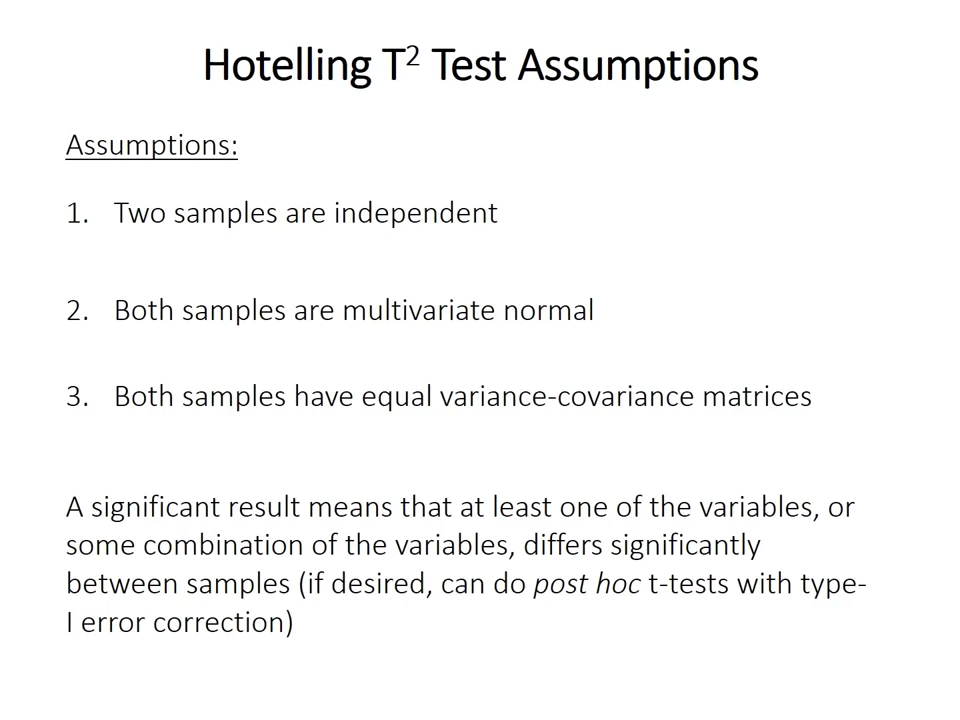 Hotelling T² Test Assumptions
Assumptions:
1. Two samples are independent
2. Both samples are multivariate normal
3. Both samples have equal variance-covariance matrices
A significant result means that at least one of the variables, or
some combination of the variables, differs significantly
between samples (if desired, can do post hoc t-tests with type-
I error correction)